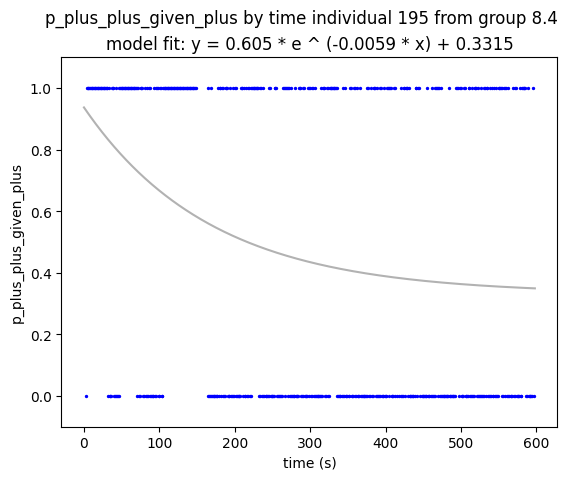 p_plus_plus_given_plus by time individual 195 from group 8.4
model fit: y = 0.605 * e ^ (-0.0059 * x) + 0.3315
1.0
0.8
0.6
0.4
0.2
0.0
p_plus_plus_given_plus
0 100 200 300 400 500 600
time (s)